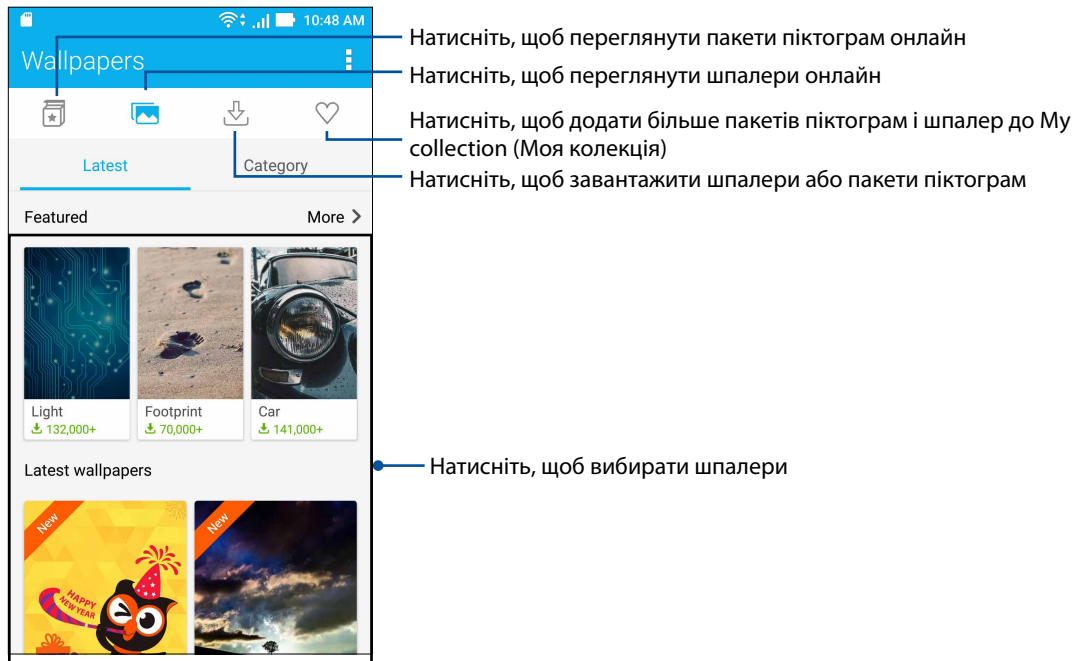 10:48 AM
Wallpapers
Натисніть, щоб переглянути пакети піктограм онлайн
Натисніть, щоб переглянути шпалери онлайн
Натисніть, щоб додати більше пакетів піктограм і шпалер до My
collection (Моя колекція)
Натисніть, щоб завантажити шпалери або пакети піктограм
Latest
Category
Featured
More
Light
132,000+
Footprint
70,000+
Car
141,000+
Latest wallpapers
Натисніть, щоб вибирати шпалери
New
New
HAPPY
NEW YEAR